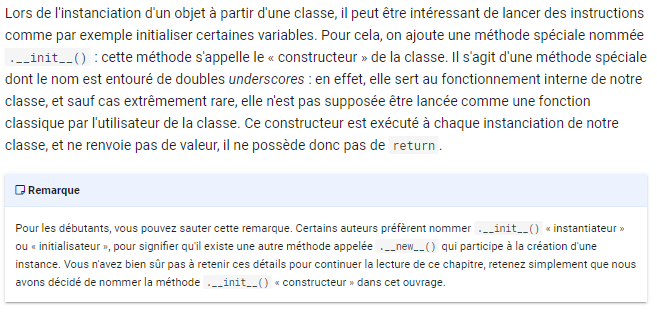 Lors de l'instanciation d'un objet à partir d'une classe, il peut être intéressant de lancer des instructions
comme par exemple initialiser certaines variables. Pour cela, on ajoute une méthode spéciale nommée
.__init__() : cette méthode s'appelle le « constructeur » de la classe. Il s'agit d'une méthode spéciale
dont le nom est entouré de doubles underscores : en effet, elle sert au fonctionnement interne de notre
classe, et sauf cas extrêmement rare, elle n'est pas supposée être lancée comme une fonction
classique par l'utilisateur de la classe. Ce constructeur est exécuté à chaque instanciation de notre
classe, et ne renvoie pas de valeur, il ne possède donc pas de return.
Remarque
Pour les débutants, vous pouvez sauter cette remarque. Certains auteurs préfèrent nommer .__init__() « instantiateur »
ou « initialisateur », pour signifier qu'il existe une autre méthode appelée .__new__() qui participe à la création d'une
instance. Vous n'avez bien sûr pas à retenir ces détails pour continuer la lecture de ce chapitre, retenez simplement que nous
avons décidé de nommer la méthode .__init__() « constructeur » dans cet ouvrage.